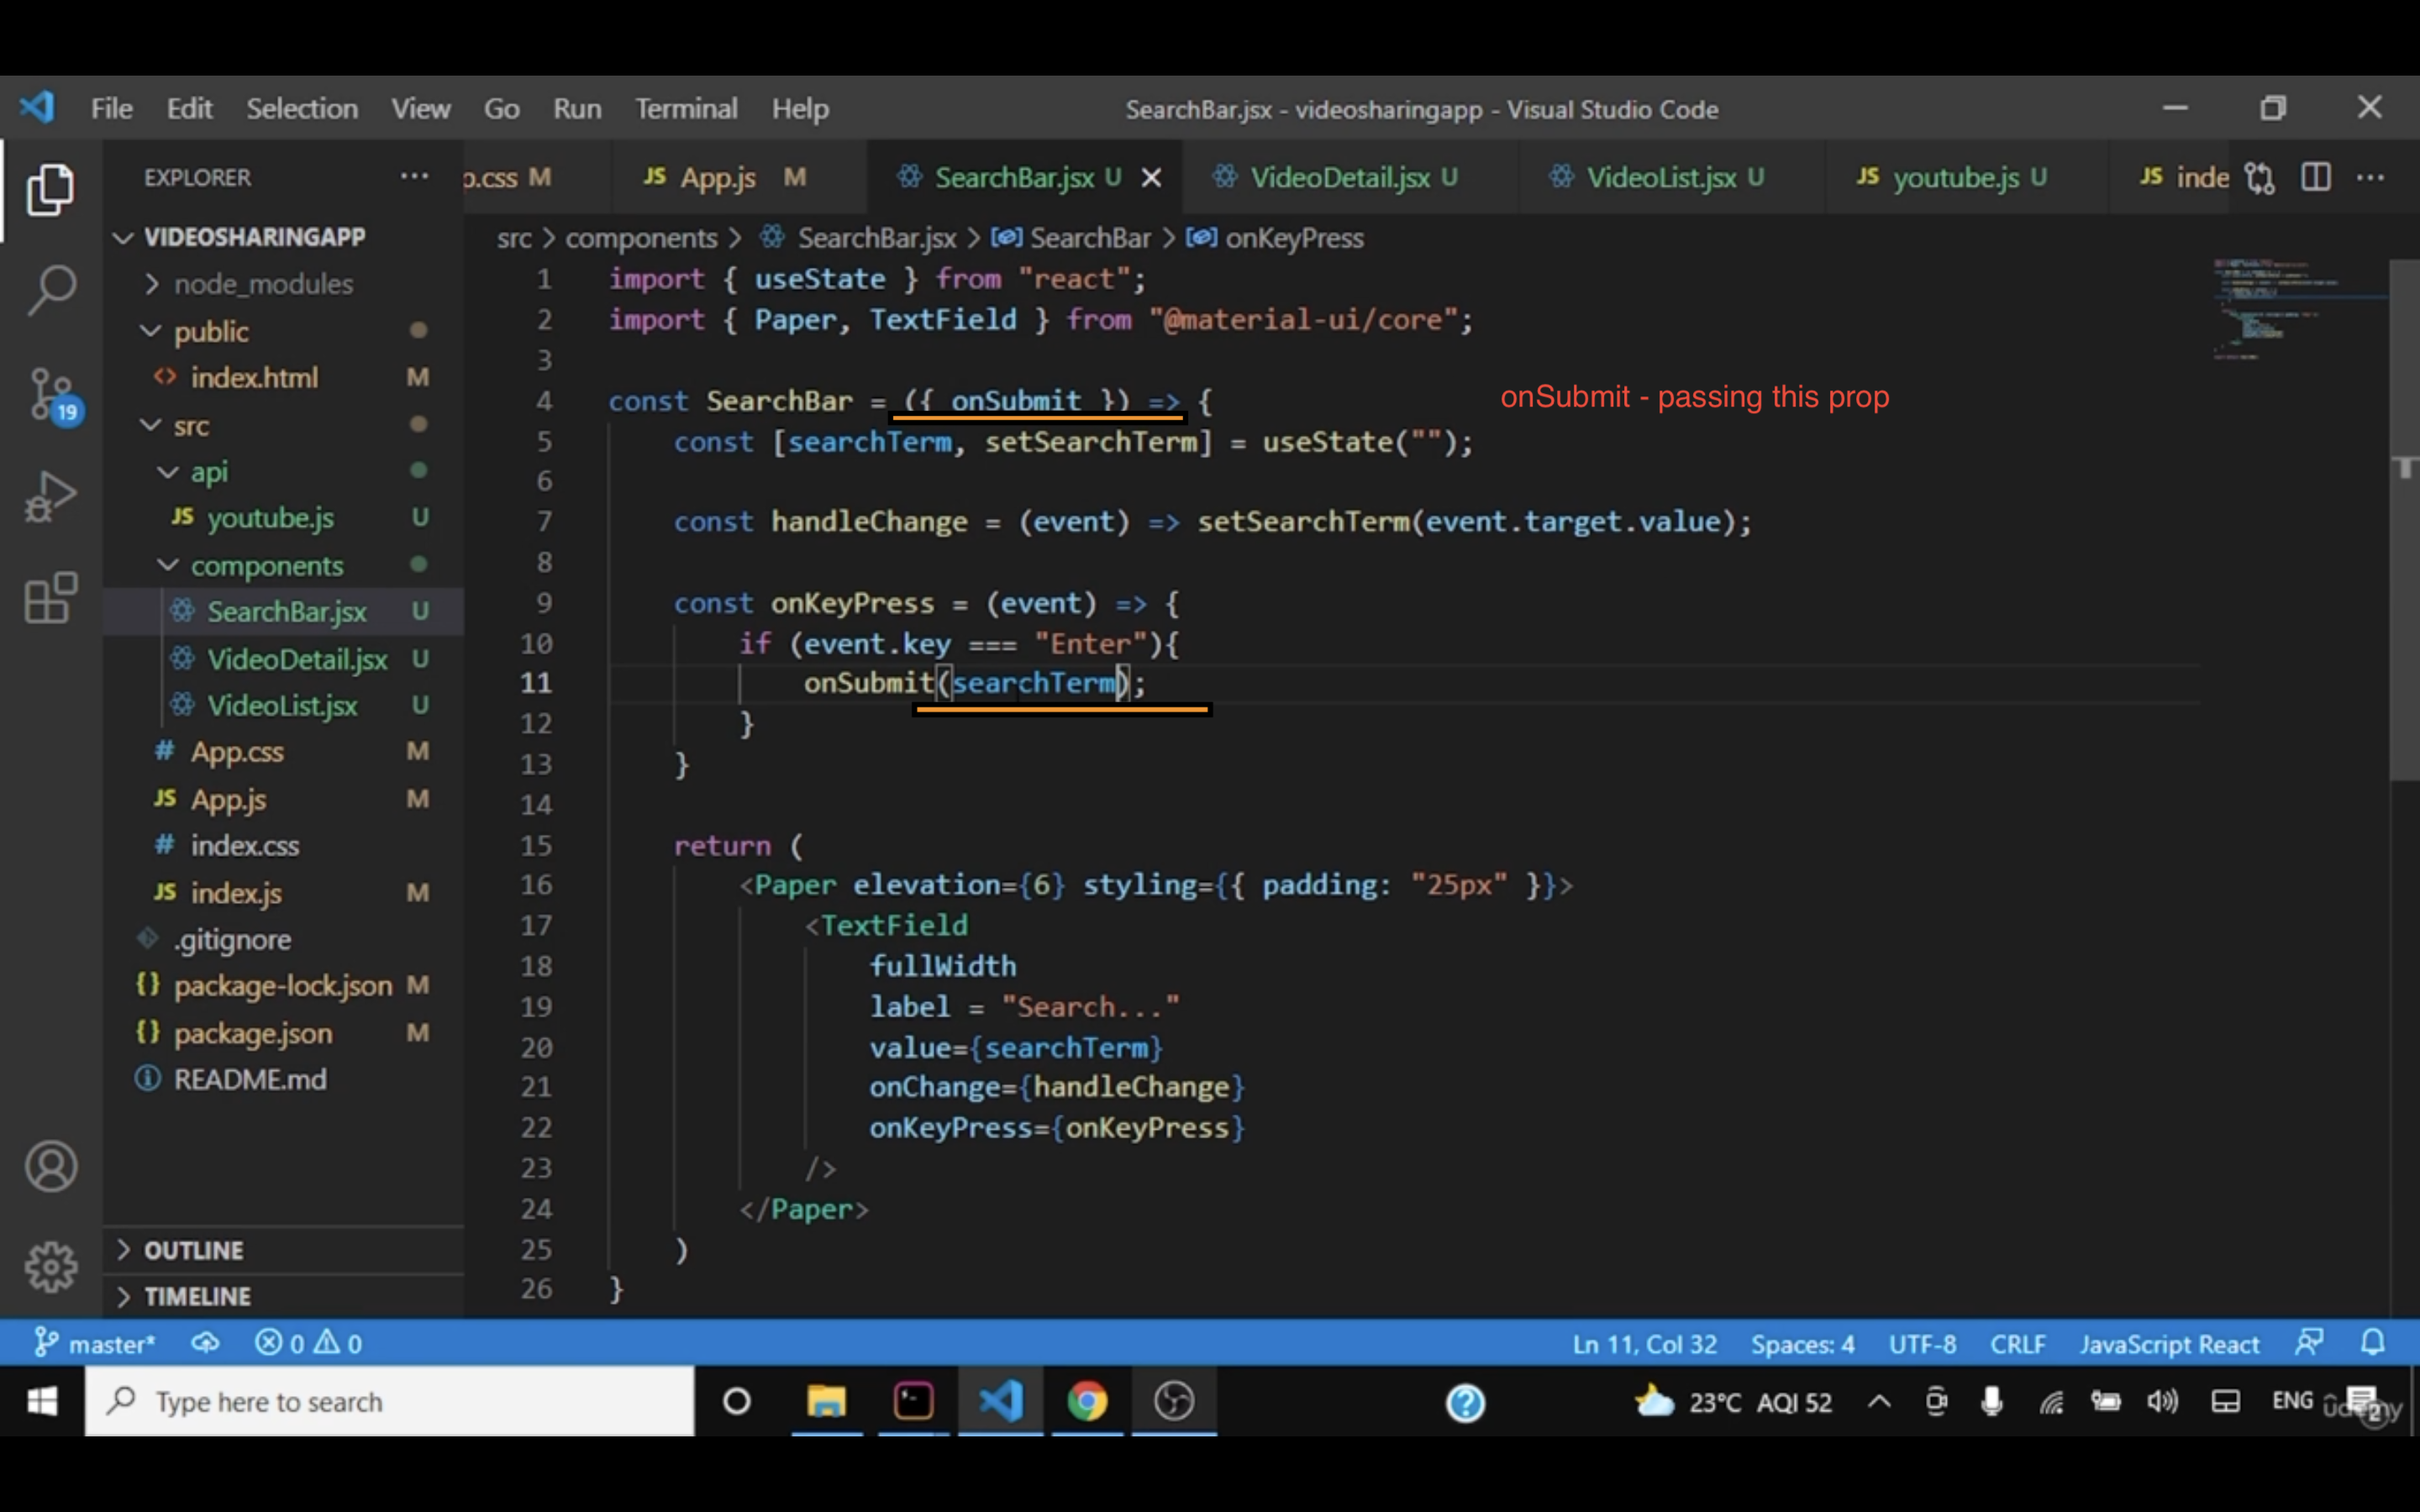 File Edit Selection View Go Run Terminal Help SearchBar.jsx - videosharingapp - Visual Studio Code
EXPLORER
p.css M JS App.js M SearchBar.jsx U VideoDetail.jsx U VideoList.jsx U JS youtube.js U JS inde
VIDEOSHARINGAPP
node_modules
public
index.html M
src
api
JS youtube.js U
components
SearchBar.jsx U
VideoDetail.jsx U
VideoList.jsx U
# App.css M
JS App.js M
# index.css
JS index.js M
.gitignore
{} package-lock.json M
{} package.json M
README.md
OUTLINE
TIMELINE
19
src > components > SearchBar.jsx > SearchBar > onKeyPress
1 import { useState } from "react";
2 import { Paper, TextField } from "@material-ui/core";
3
4 const SearchBar = ({ onSubmit }) => {
onSubmit - passing this prop
5 const [searchTerm, setSearchTerm] = useState("");
6
7 const handleChange = (event) => setSearchTerm(event.target.value);
8
9 const onKeyPress = (event) => {
10 if (event.key === "Enter"){
11 onSubmit(searchTerm);
12 }
13 }
14
15 return (
16 <Paper elevation={6} styling={{ padding: "25px" }}>
17 <TextField
18 fullWidth
19 label = "Search..."
20 value={searchTerm}
21 onChange={handleChange}
22 onKeyPress={onKeyPress}
23 />
24 </Paper>
25 )
26 }
master* 0 0 Ln 11, Col 32 Spaces: 4 UTF-8 CRLF JavaScript React
Type here to search 23°C AQI 52 ENG 2
udemy